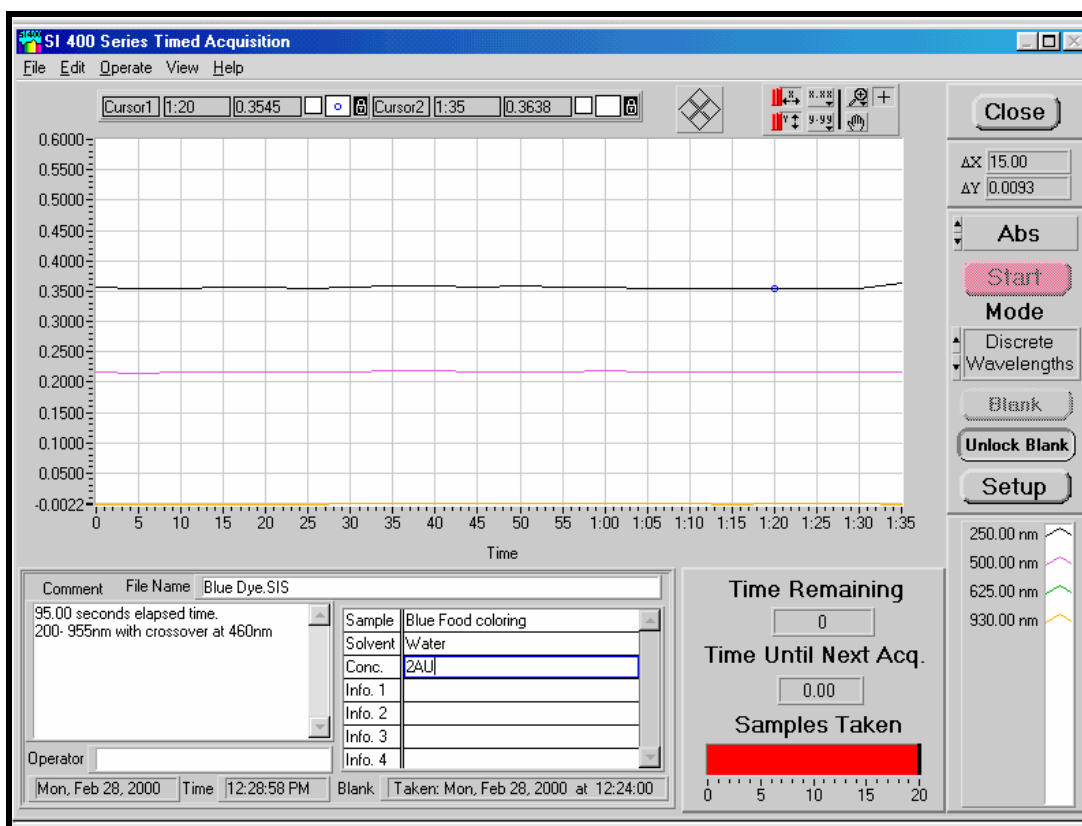 SI 400 Series Timed Acquisition
File Edit Operate View Help
Cursor1 1:20 0.3545 Cursor2 1:35 0.3638
X.XX
Y.YY
Close
ΔX 15.00
ΔY 0.0093
Abs
Start
Mode
Discrete
Wavelengths
Blank
Unlock Blank
Setup
0.6000
0.5500
0.5000
0.4500
0.4000
0.3500
0.3000
0.2500
0.2000
0.1500
0.1000
0.0500
-0.0022
0 5 10 15 20 25 30 35 40 45 50 55 1:00 1:05 1:10 1:15 1:20 1:25 1:30 1:35
Time
250.00 nm
500.00 nm
625.00 nm
930.00 nm
Comment File Name Blue Dye.SIS
95.00 seconds elapsed time.
200- 955nm with crossover at 460nm
Sample Blue Food coloring
Solvent Water
Conc. 2AU
Info. 1
Info. 2
Info. 3
Info. 4
Operator
Mon, Feb 28, 2000 Time 12:28:58 PM Blank Taken: Mon, Feb 28, 2000 at 12:24:00
Time Remaining
0
Time Until Next Acq.
0.00
Samples Taken
0 5 10 15 20